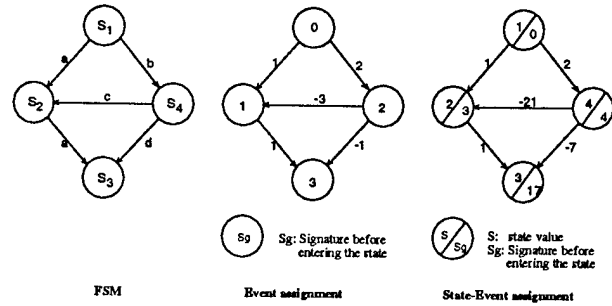 S1
a
b
S2
c
S4
a
d
S3
FSM
0
1
2
1
-3
2
1
-1
3
Sg
Sg: Signature before
entering the state
Event assignment
1 0
1
2
2 3
-21
4 4
1
-7
3 17
S Sg
S: state value
Sg: Signature before
entering the state
State-Event assignment